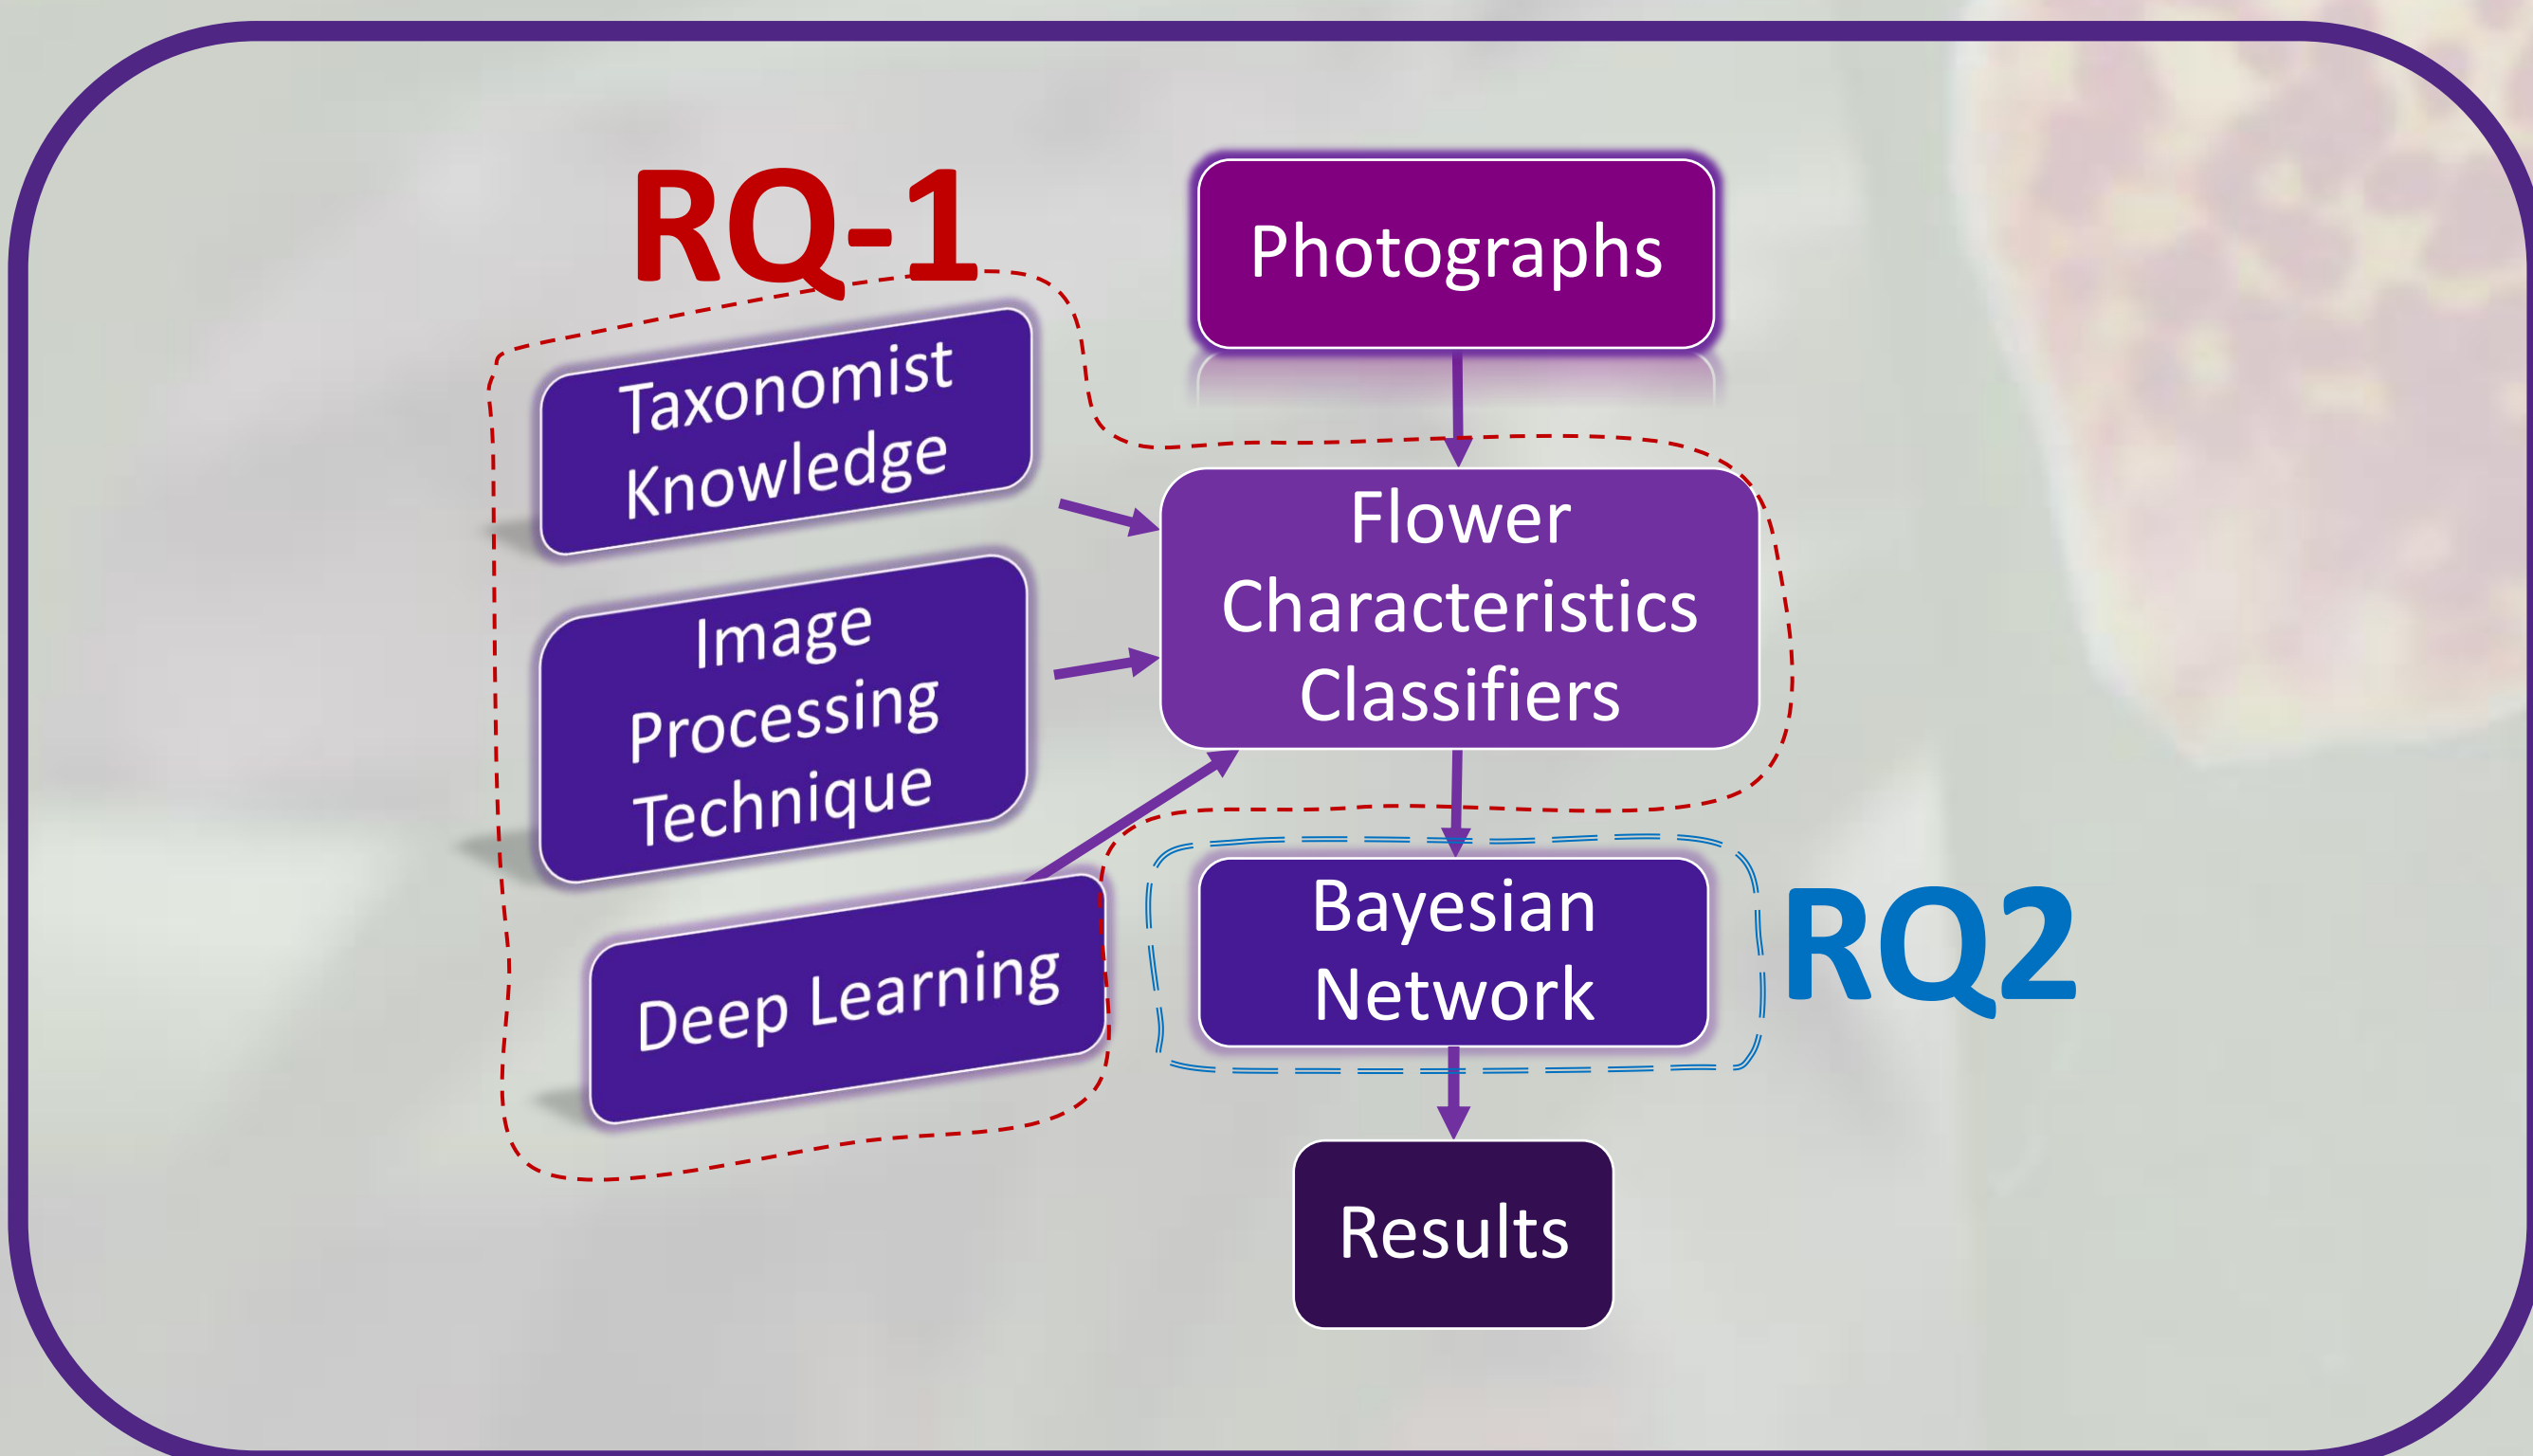 RQ-1
Photographs
Taxonomist
Knowledge
Flower
Characteristics
Classifiers
Image
Processing
Technique
Deep Learning
Bayesian
Network
RQ2
Results